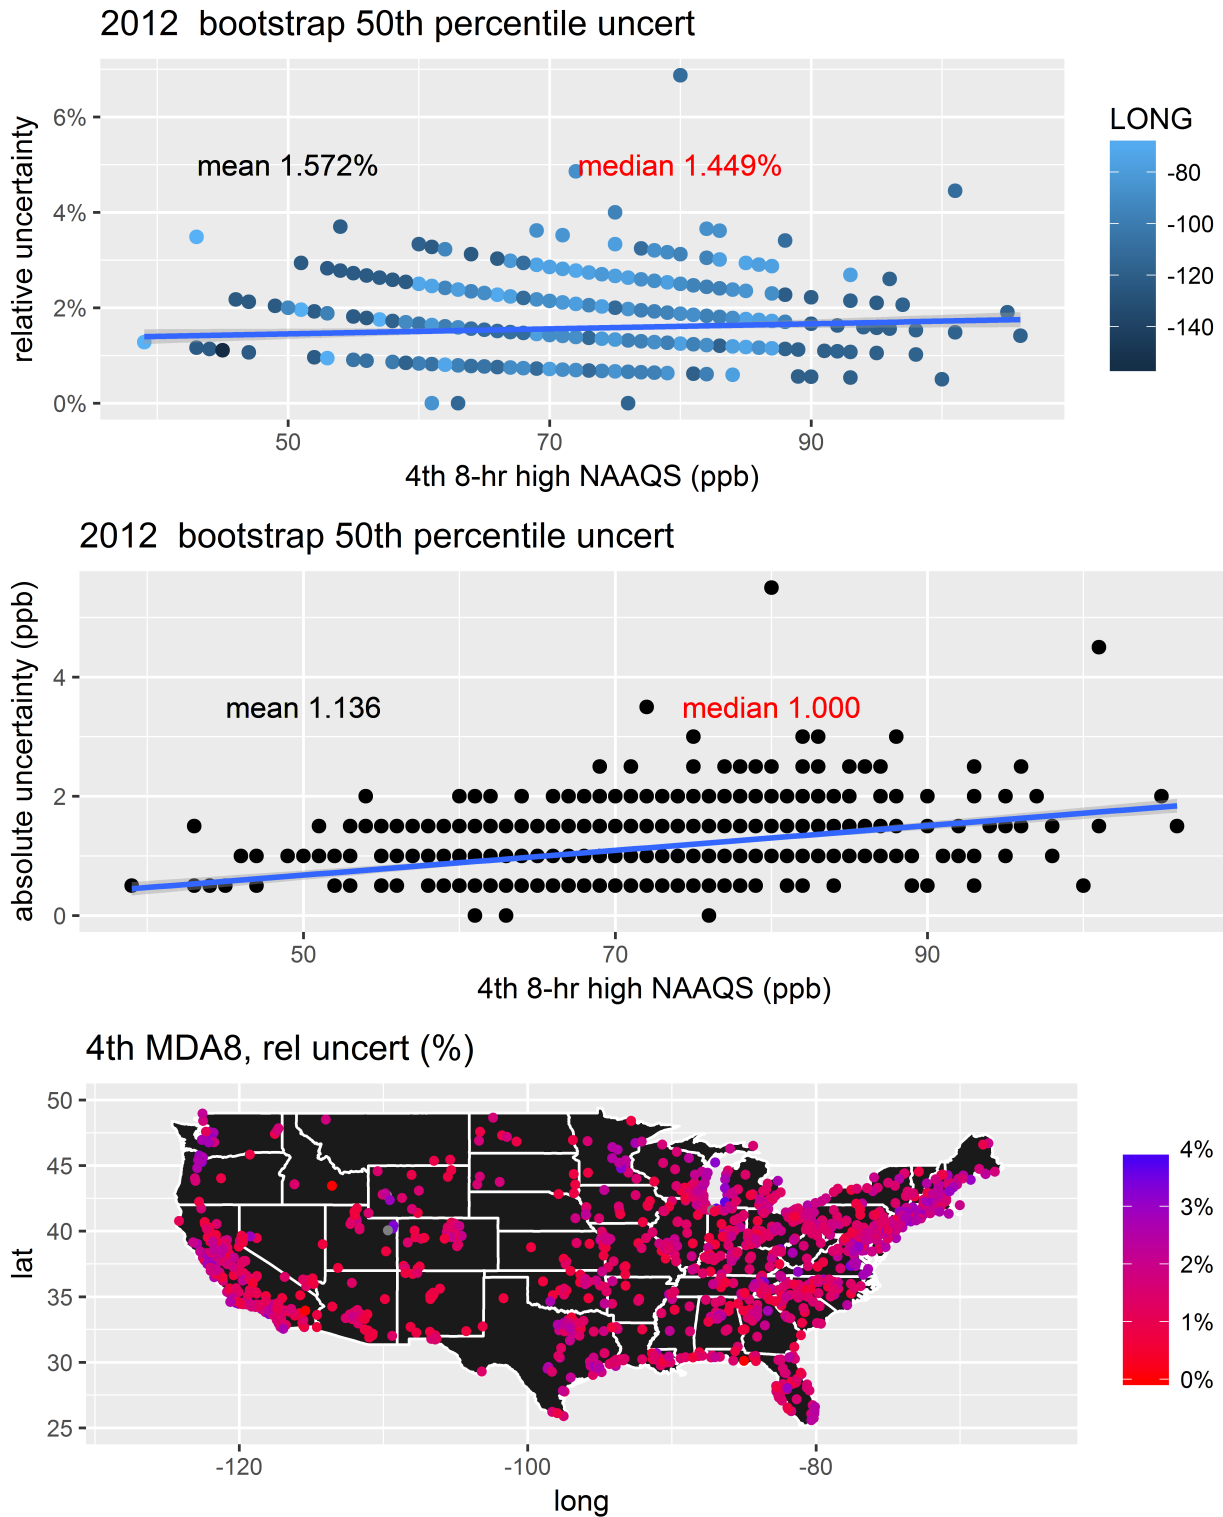 2012  bootstrap 50th percentile uncert
relative uncertainty
6%
4%
2%
0%
mean 1.572%
median 1.449%
50
70
90
4th 8-hr high NAAQS (ppb)
LONG
-80
-100
-120
-140
2012  bootstrap 50th percentile uncert
absolute uncertainty (ppb)
4
2
0
mean 1.136
median 1.000
50
70
90
4th 8-hr high NAAQS (ppb)
4th MDA8, rel uncert (%)
lat
50
45
40
35
30
25
-120
-100
-80
long
4%
3%
2%
1%
0%